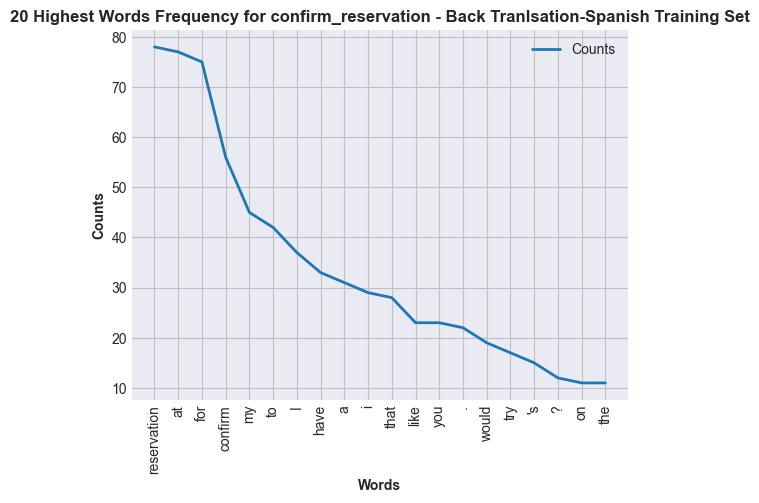 20 Highest Words Frequency for confirm_reservation - Back Tranlsation-Spanish Training Set
Counts
80
70
60
50
40
30
20
10
Counts
reservation
at
for
confirm
my
to
I
have
a
i
that
like
you
.
would
try
's
?
on
the
Words